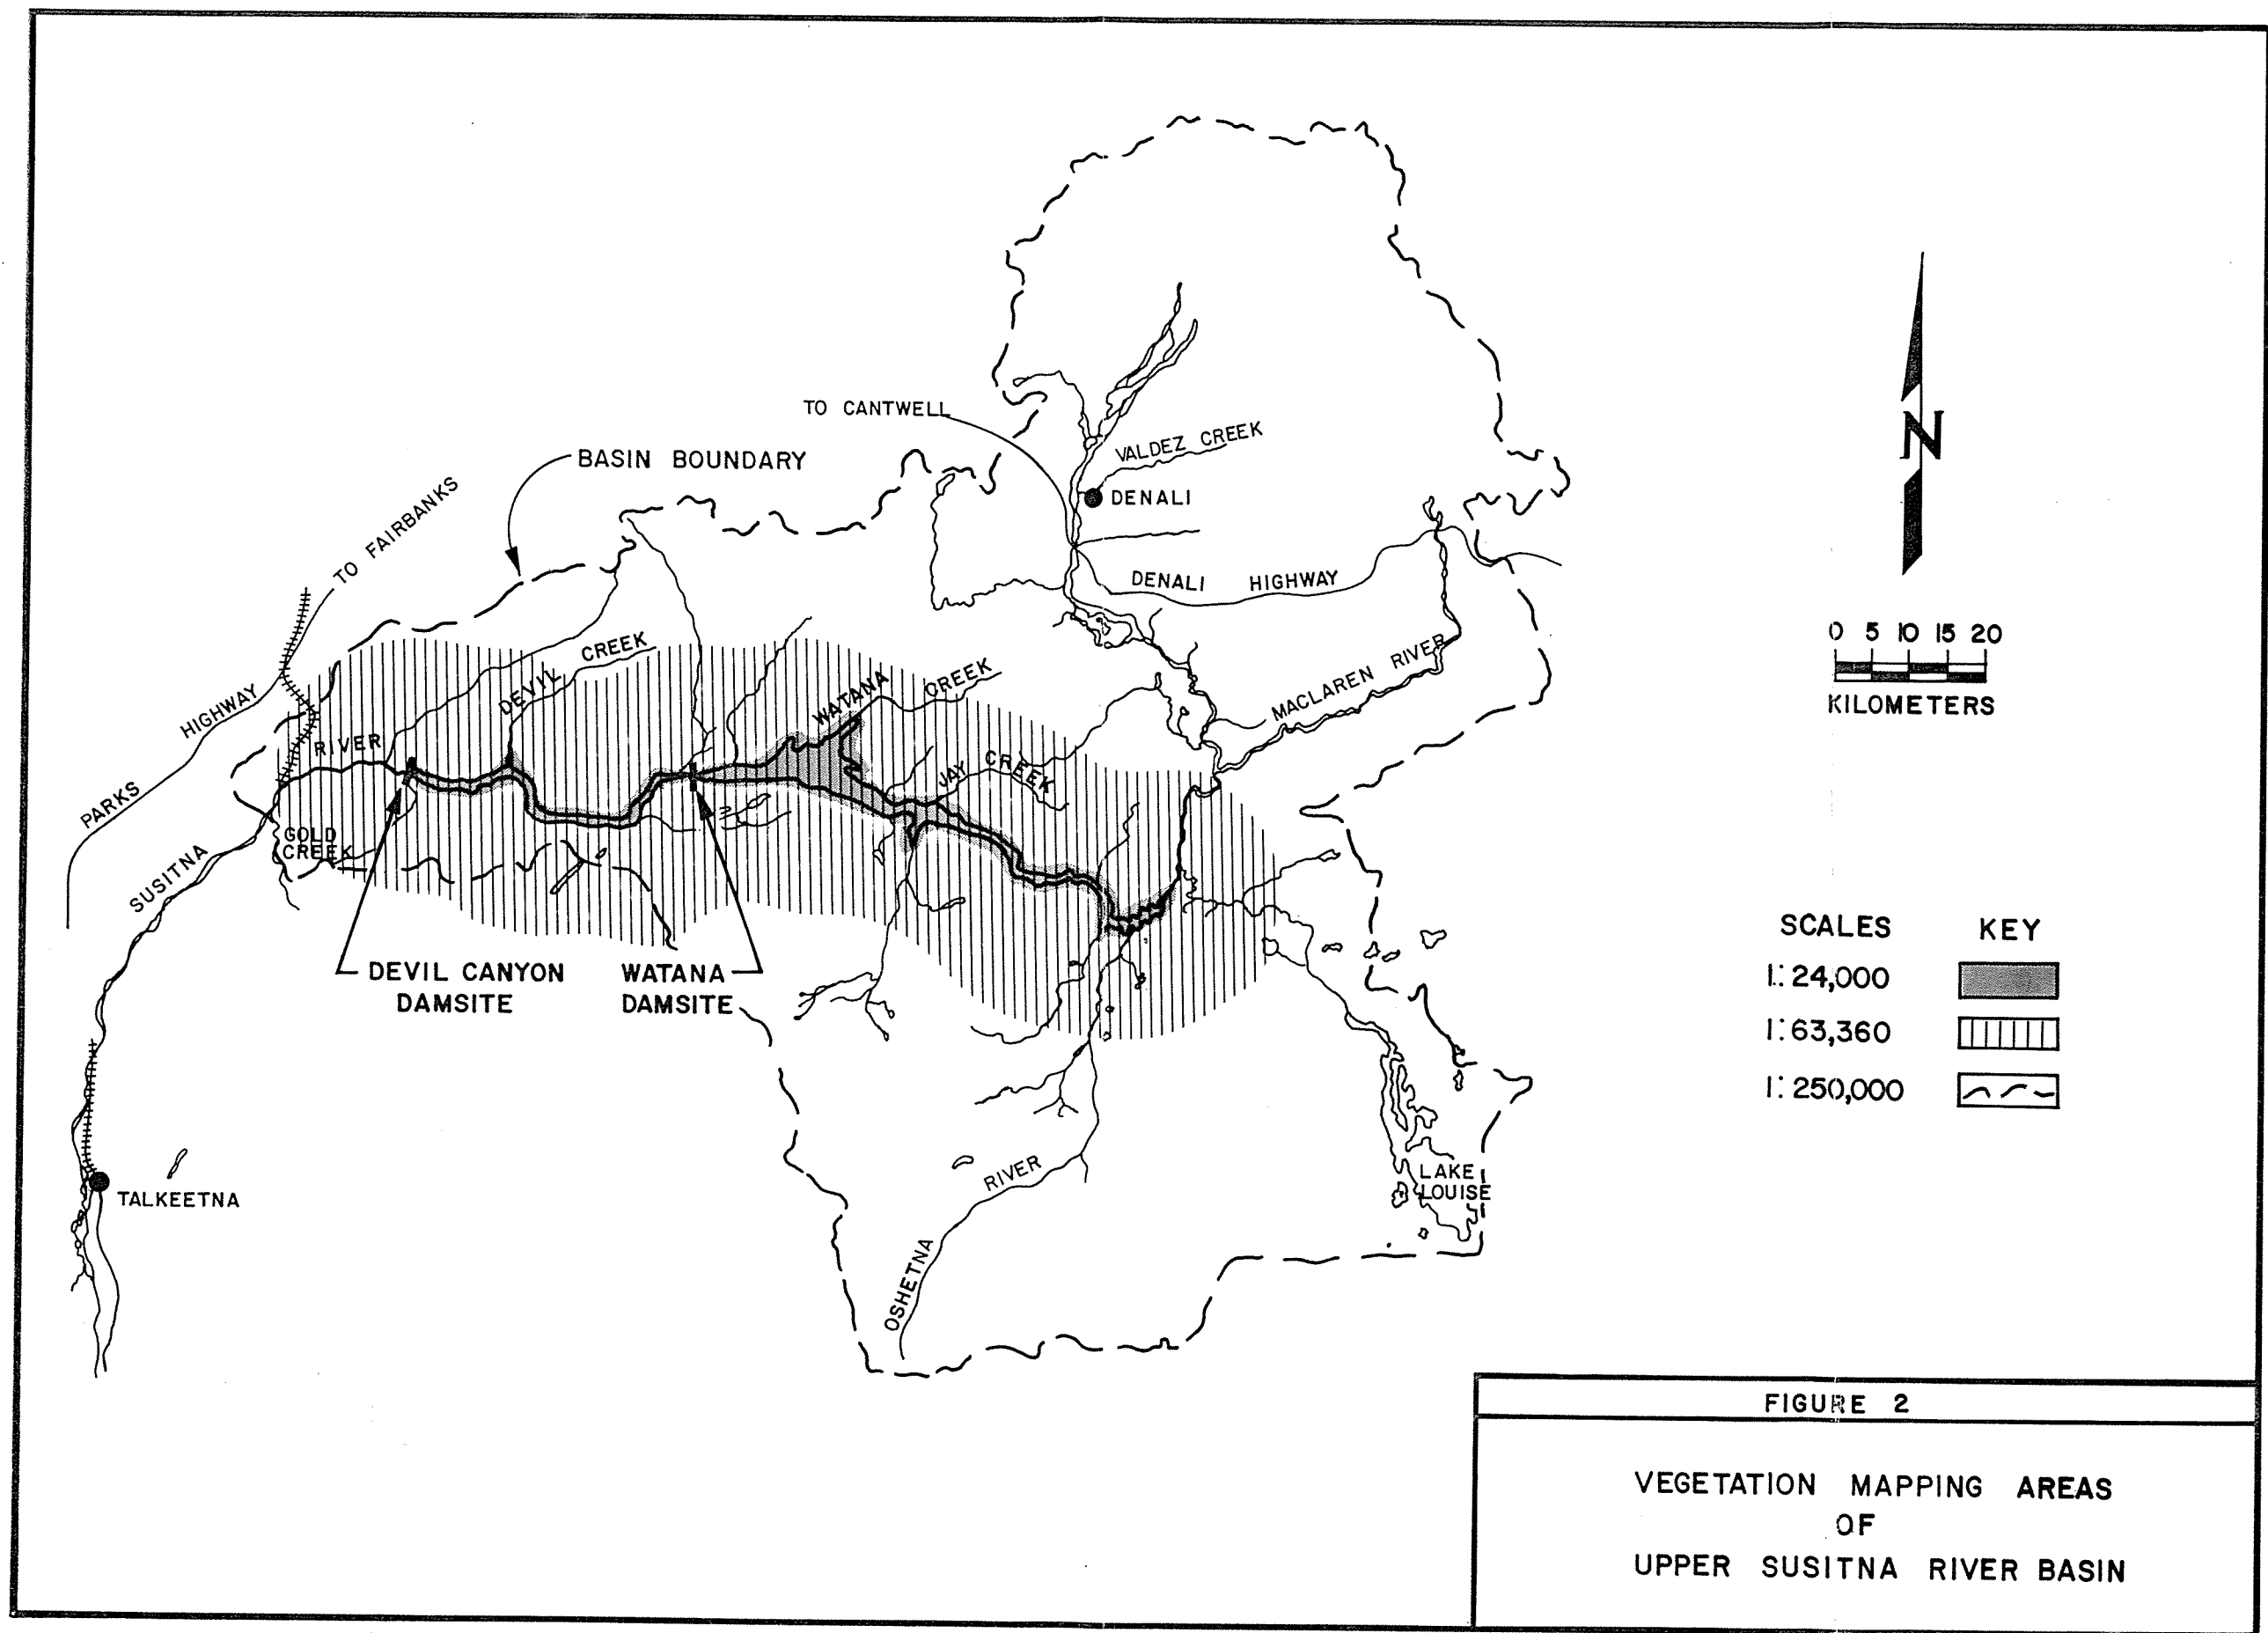 TO CANTWELL
VALDEZ CREEK
BASIN BOUNDARY
DENALI
TO FAIRBANKS
N
DENALI HIGHWAY
0 5 10 15 20
KILOMETERS
DEVIL CREEK
WATANA CREEK
MACLAREN RIVER
PARKS HIGHWAY
SUSITNA RIVER
JAY CREEK
GOLD
CREEK
DEVIL CANYON
DAMSITE
WATANA
DAMSITE
SCALES KEY
1:24,000
1:63,360
1:250,000
TALKEETNA
OSHETNA RIVER
LAKE
LOUISE
FIGURE 2
VEGETATION MAPPING AREAS
OF
UPPER SUSITNA RIVER BASIN